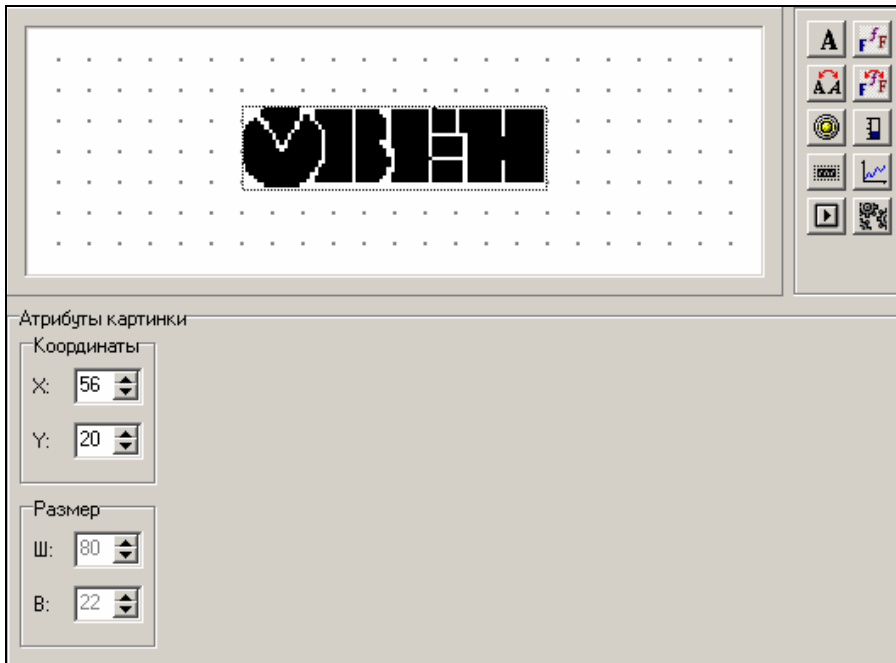 ОВЕН
Атрибуты картинки
Координаты
X: 56
Y: 20
Размер
Ш: 80
В: 22